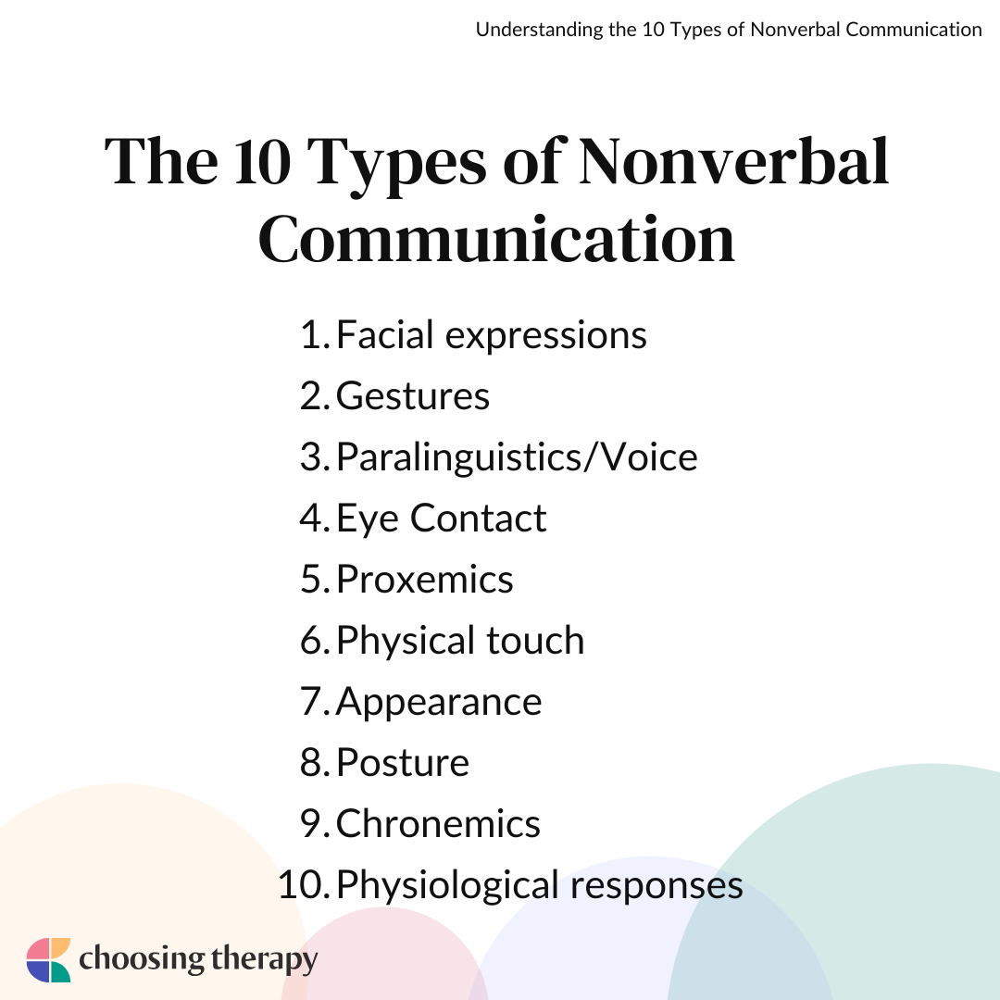 Understanding the 10 Types of Nonverbal Communication
The 10 Types of Nonverbal
Communication
1. Facial expressions
2. Gestures
3. Paralinguistics/Voice
4. Eye Contact
5. Proxemics
6. Physical touch
7. Appearance
8. Posture
9. Chronemics
10. Physiological responses
choosing therapy